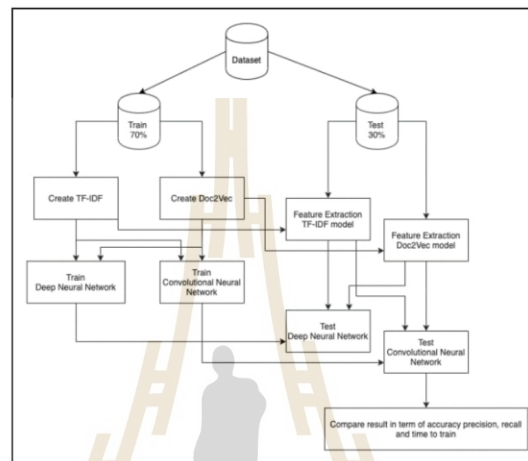 Dataset
Train
70%
Test
30%
Create TF-IDF
Create Doc2Vec
Feature Extraction
TF-IDF model
Feature Extraction
Doc2Vec model
Train
Deep Neural Network
Train
Convolutional Neural
Network
Test
Deep Neural Network
Test
Convolutional Neural
Network
Compare result in term of accuracy precision, recall
and time to train